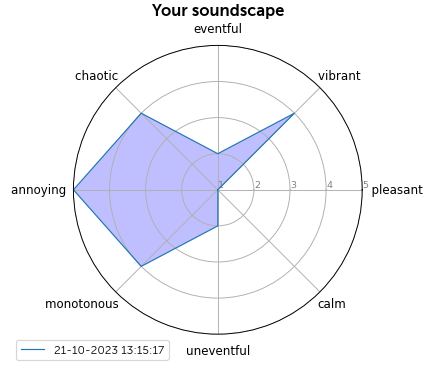 Your soundscape
eventful
chaotic
vibrant
annoying
1
2
3
4
5
pleasant
monotonous
calm
uneventful
21-10-2023 13:15:17